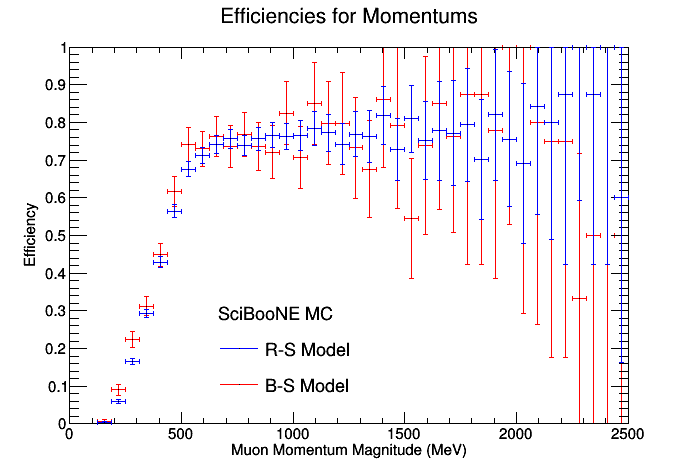 Efficiencies for Momentums
Efficiency
1
0.9
0.8
0.7
0.6
0.5
0.4
0.3
0.2
0.1
0
SciBooNE MC
R-S Model
B-S Model
0 500 1000 1500 2000 2500
Muon Momentum Magnitude (MeV)